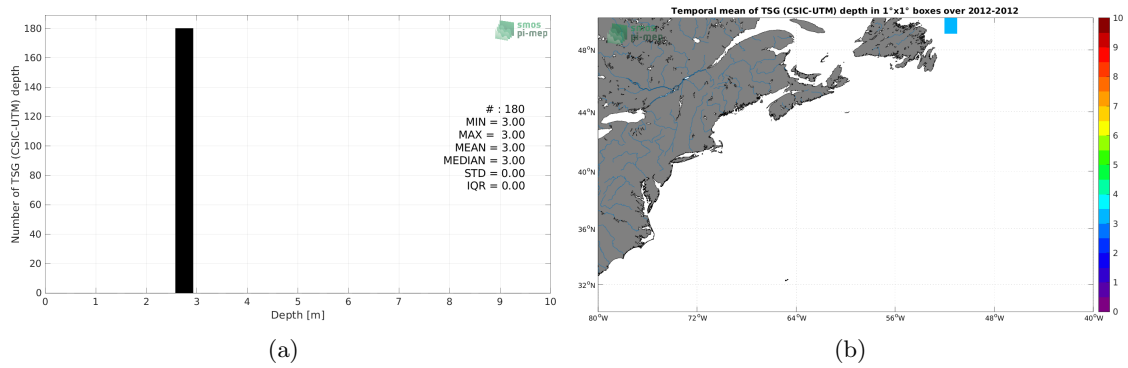 180
160
140
120
100
80
60
40
20
0
Number of TSG (CSIC-UTM) depth
smos
pi-mep
# : 180
MIN = 3.00
MAX = 3.00
MEAN = 3.00
MEDIAN = 3.00
STD = 0.00
IQR = 0.00
0 1 2 3 4 5 6 7 8 9 10
Depth [m]
(a)
Temporal mean of TSG (CSIC-UTM) depth in 1°x1° boxes over 2012-2012
smos
pi-mep
48°N
44°N
40°N
36°N
32°N
80°W 72°W 64°W 56°W 48°W 40°W
10
9
8
7
6
5
4
3
2
1
0
(b)